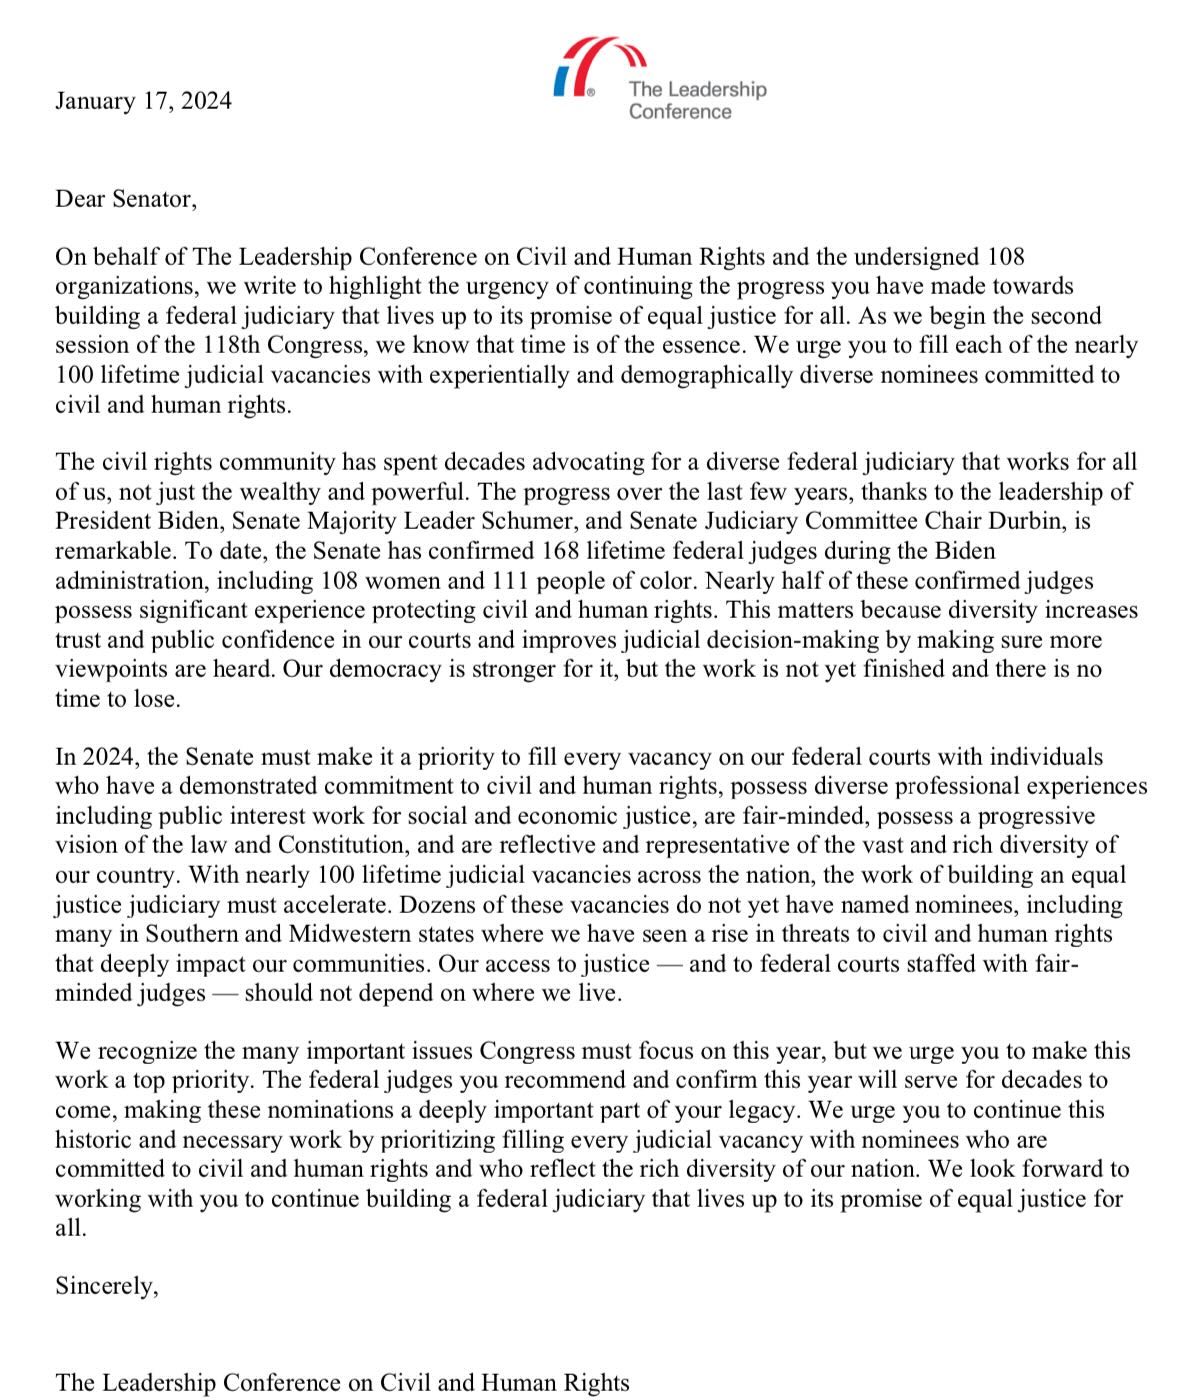 The Leadership
Conference
January 17, 2024
Dear Senator,
On behalf of The Leadership Conference on Civil and Human Rights and the undersigned 108
organizations, we write to highlight the urgency of continuing the progress you have made towards
building a federal judiciary that lives up to its promise of equal justice for all. As we begin the second
session of the 118th Congress, we know that time is of the essence. We urge you to fill each of the nearly
100 lifetime judicial vacancies with experientially and demographically diverse nominees committed to
civil and human rights.
The civil rights community has spent decades advocating for a diverse federal judiciary that works for all
of us, not just the wealthy and powerful. The progress over the last few years, thanks to the leadership of
President Biden, Senate Majority Leader Schumer, and Senate Judiciary Committee Chair Durbin, is
remarkable. To date, the Senate has confirmed 168 lifetime federal judges during the Biden
administration, including 108 women and 111 people of color. Nearly half of these confirmed judges
possess significant experience protecting civil and human rights. This matters because diversity increases
trust and public confidence in our courts and improves judicial decision-making by making sure more
viewpoints are heard. Our democracy is stronger for it, but the work is not yet finished and there is no
time to lose.
In 2024, the Senate must make it a priority to fill every vacancy on our federal courts with individuals
who have a demonstrated commitment to civil and human rights, possess diverse professional experiences
including public interest work for social and economic justice, are fair-minded, possess a progressive
vision of the law and Constitution, and are reflective and representative of the vast and rich diversity of
our country. With nearly 100 lifetime judicial vacancies across the nation, the work of building an equal
justice judiciary must accelerate. Dozens of these vacancies do not yet have named nominees, including
many in Southern and Midwestern states where we have seen a rise in threats to civil and human rights
that deeply impact our communities. Our access to justice — and to federal courts staffed with fair-
minded judges — should not depend on where we live.
We recognize the many important issues Congress must focus on this year, but we urge you to make this
work a top priority. The federal judges you recommend and confirm this year will serve for decades to
come, making these nominations a deeply important part of your legacy. We urge you to continue this
historic and necessary work by prioritizing filling every judicial vacancy with nominees who are
committed to civil and human rights and who reflect the rich diversity of our nation. We look forward to
working with you to continue building a federal judiciary that lives up to its promise of equal justice for
all.
Sincerely,
The Leadership Conference on Civil and Human Rights